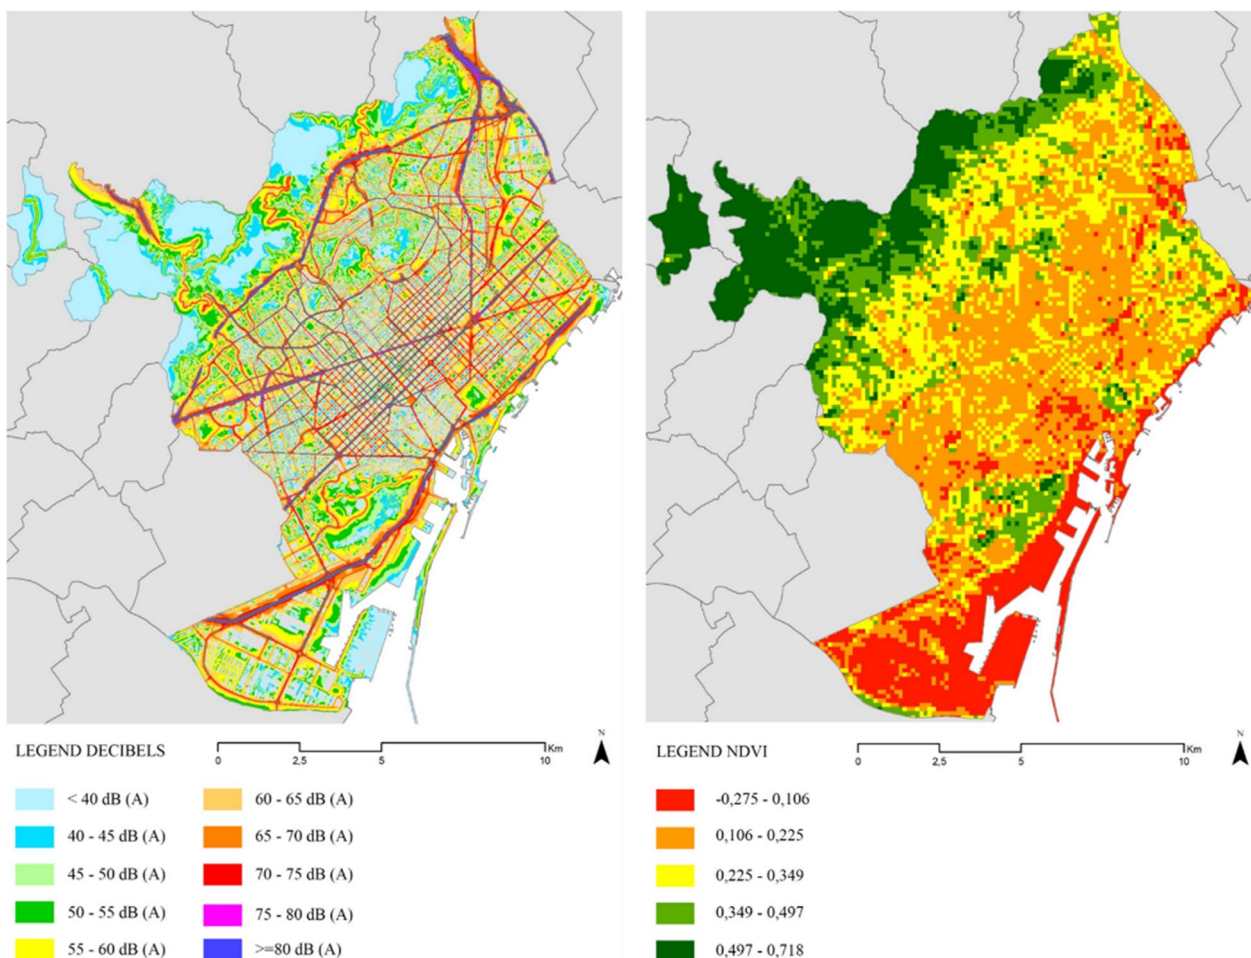 N
LEGEND DECIBELS
Km
0 2,5 5 10
< 40 dB (A)
60 - 65 dB (A)
40 - 45 dB (A)
65 - 70 dB (A)
45 - 50 dB (A)
70 - 75 dB (A)
50 - 55 dB (A)
75 - 80 dB (A)
55 - 60 dB (A)
>=80 dB (A)
N
LEGEND NDVI
Km
0 2,5 5 10
-0,275 - 0,106
0,106 - 0,225
0,225 - 0,349
0,349 - 0,497
0,497 - 0,718